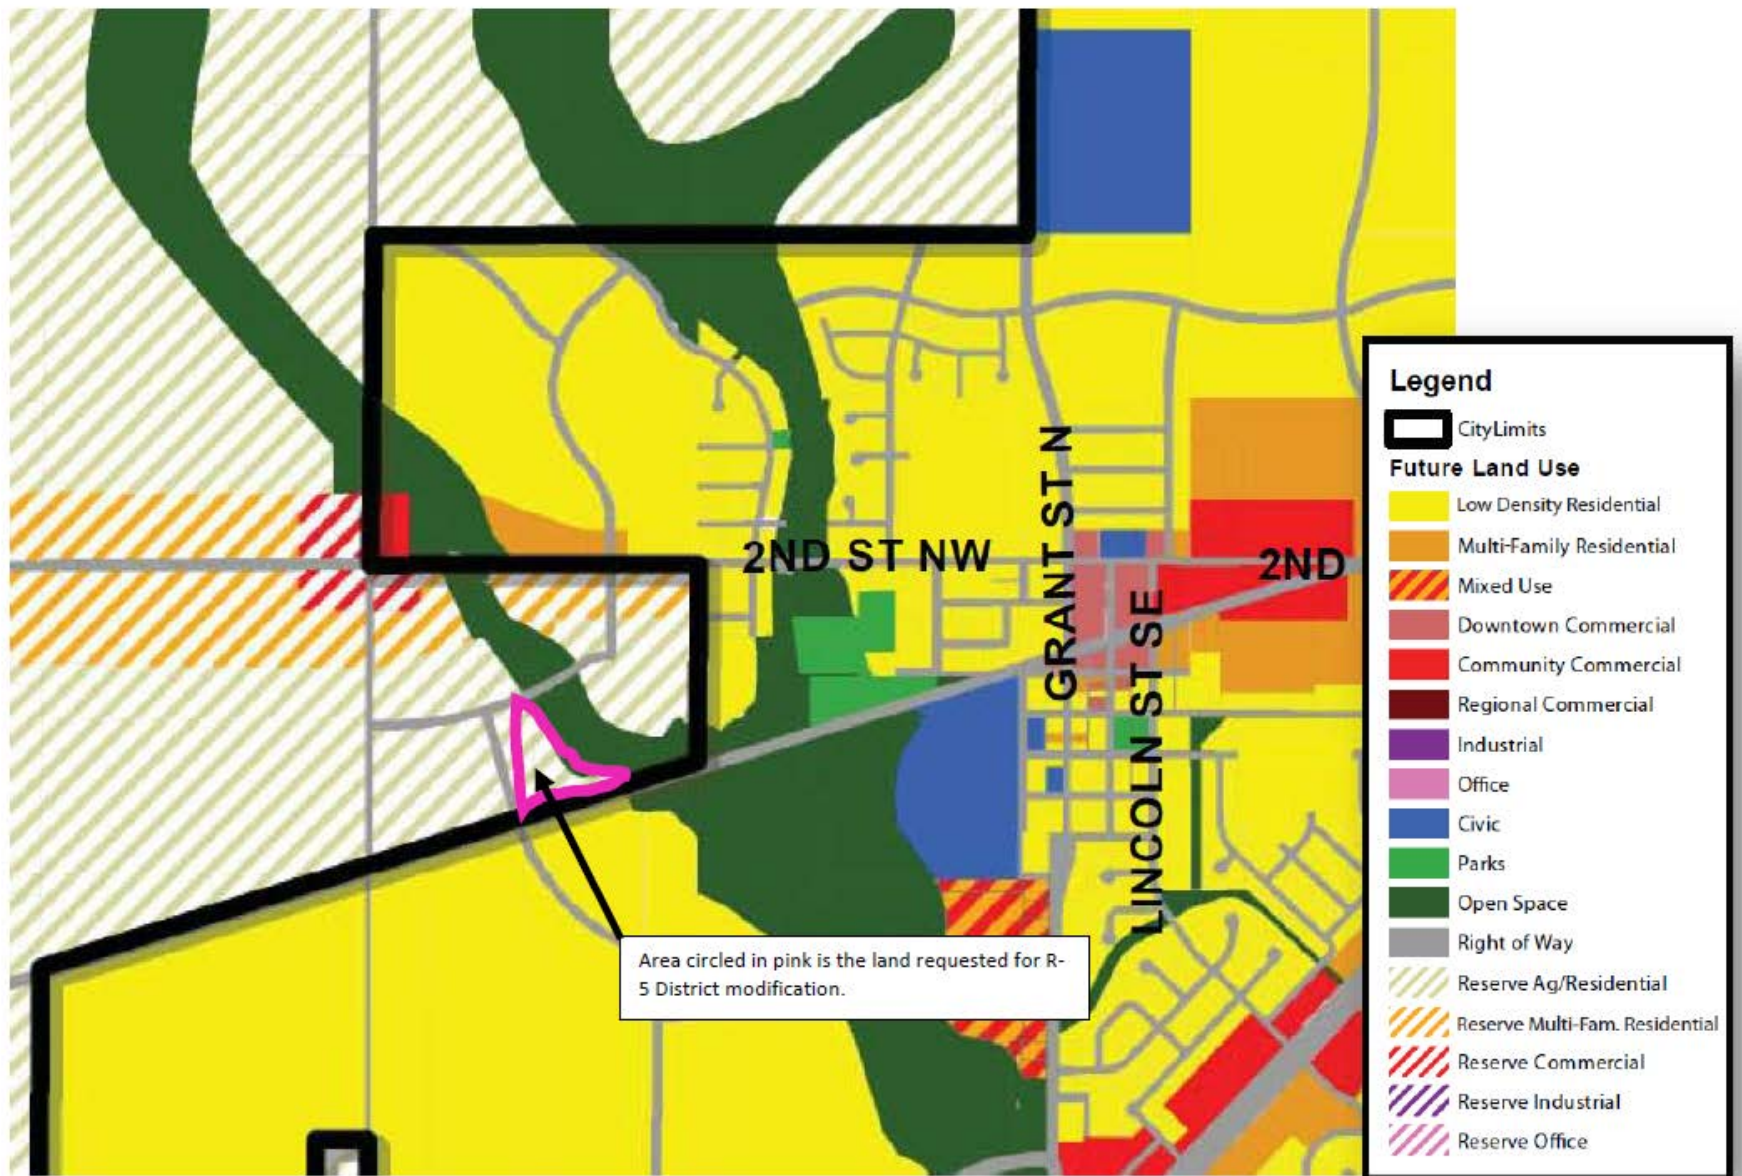 2ND ST NW
2ND
GRANT ST N
LINCOLN ST SE
Area circled in pink is the land requested for R-
5 District modification.
Legend
CityLimits
Future Land Use
Low Density Residential
Multi-Family Residential
Mixed Use
Downtown Commercial
Community Commercial
Regional Commercial
Industrial
Office
Civic
Parks
Open Space
Right of Way
Reserve Ag/Residential
Reserve Multi-Fam. Residential
Reserve Commercial
Reserve Industrial
Reserve Office